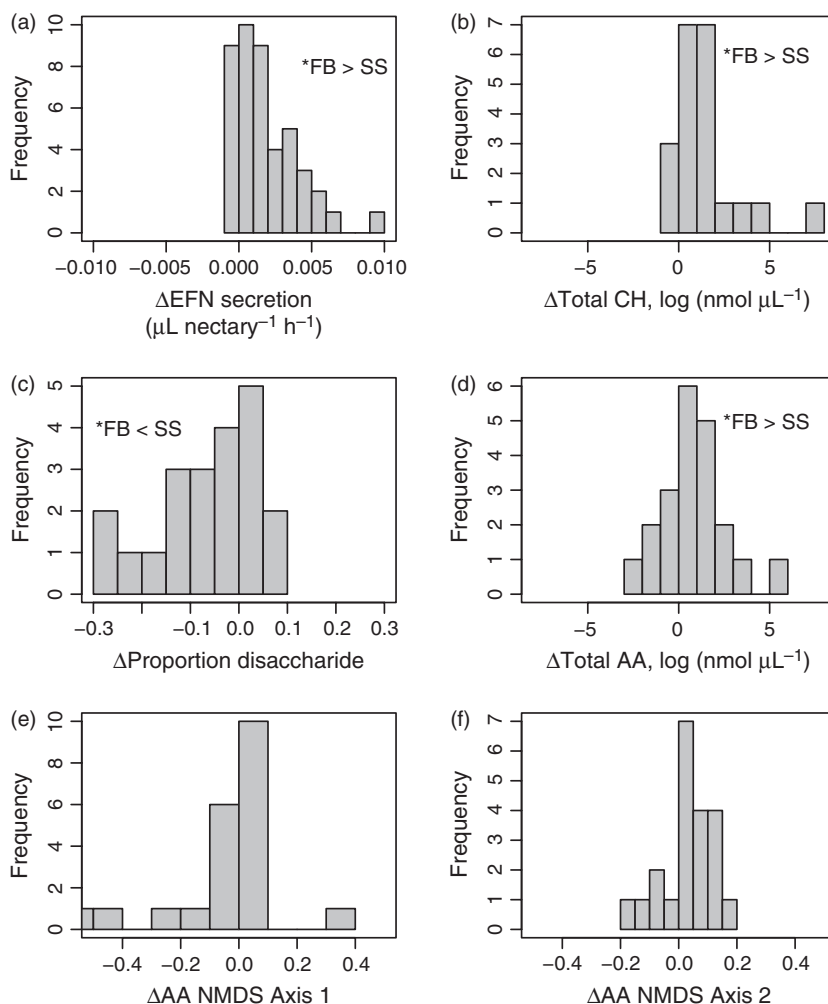 (a)
Frequency
0 2 4 6 8 10
*FB > SS
−0.010 −0.005 0.000 0.005 0.010
ΔEFN secretion
(μL nectary⁻¹ h⁻¹)
(b)
Frequency
0 1 2 3 4 5 6 7
*FB > SS
−5 0 5
ΔTotal CH, log (nmol μL⁻¹)
(c)
Frequency
0 1 2 3 4 5
*FB < SS
−0.3 −0.1 0.0 0.1 0.3
ΔProportion disaccharide
(d)
Frequency
0 1 2 3 4 5 6
*FB > SS
−5 0 5
ΔTotal AA, log (nmol μL⁻¹)
(e)
Frequency
0 2 4 6 8 10
−0.4 −0.2 0.0 0.2 0.4
ΔAA NMDS Axis 1
(f)
Frequency
0 1 2 3 4 5 6 7
−0.4 −0.2 0.0 0.2 0.4
ΔAA NMDS Axis 2